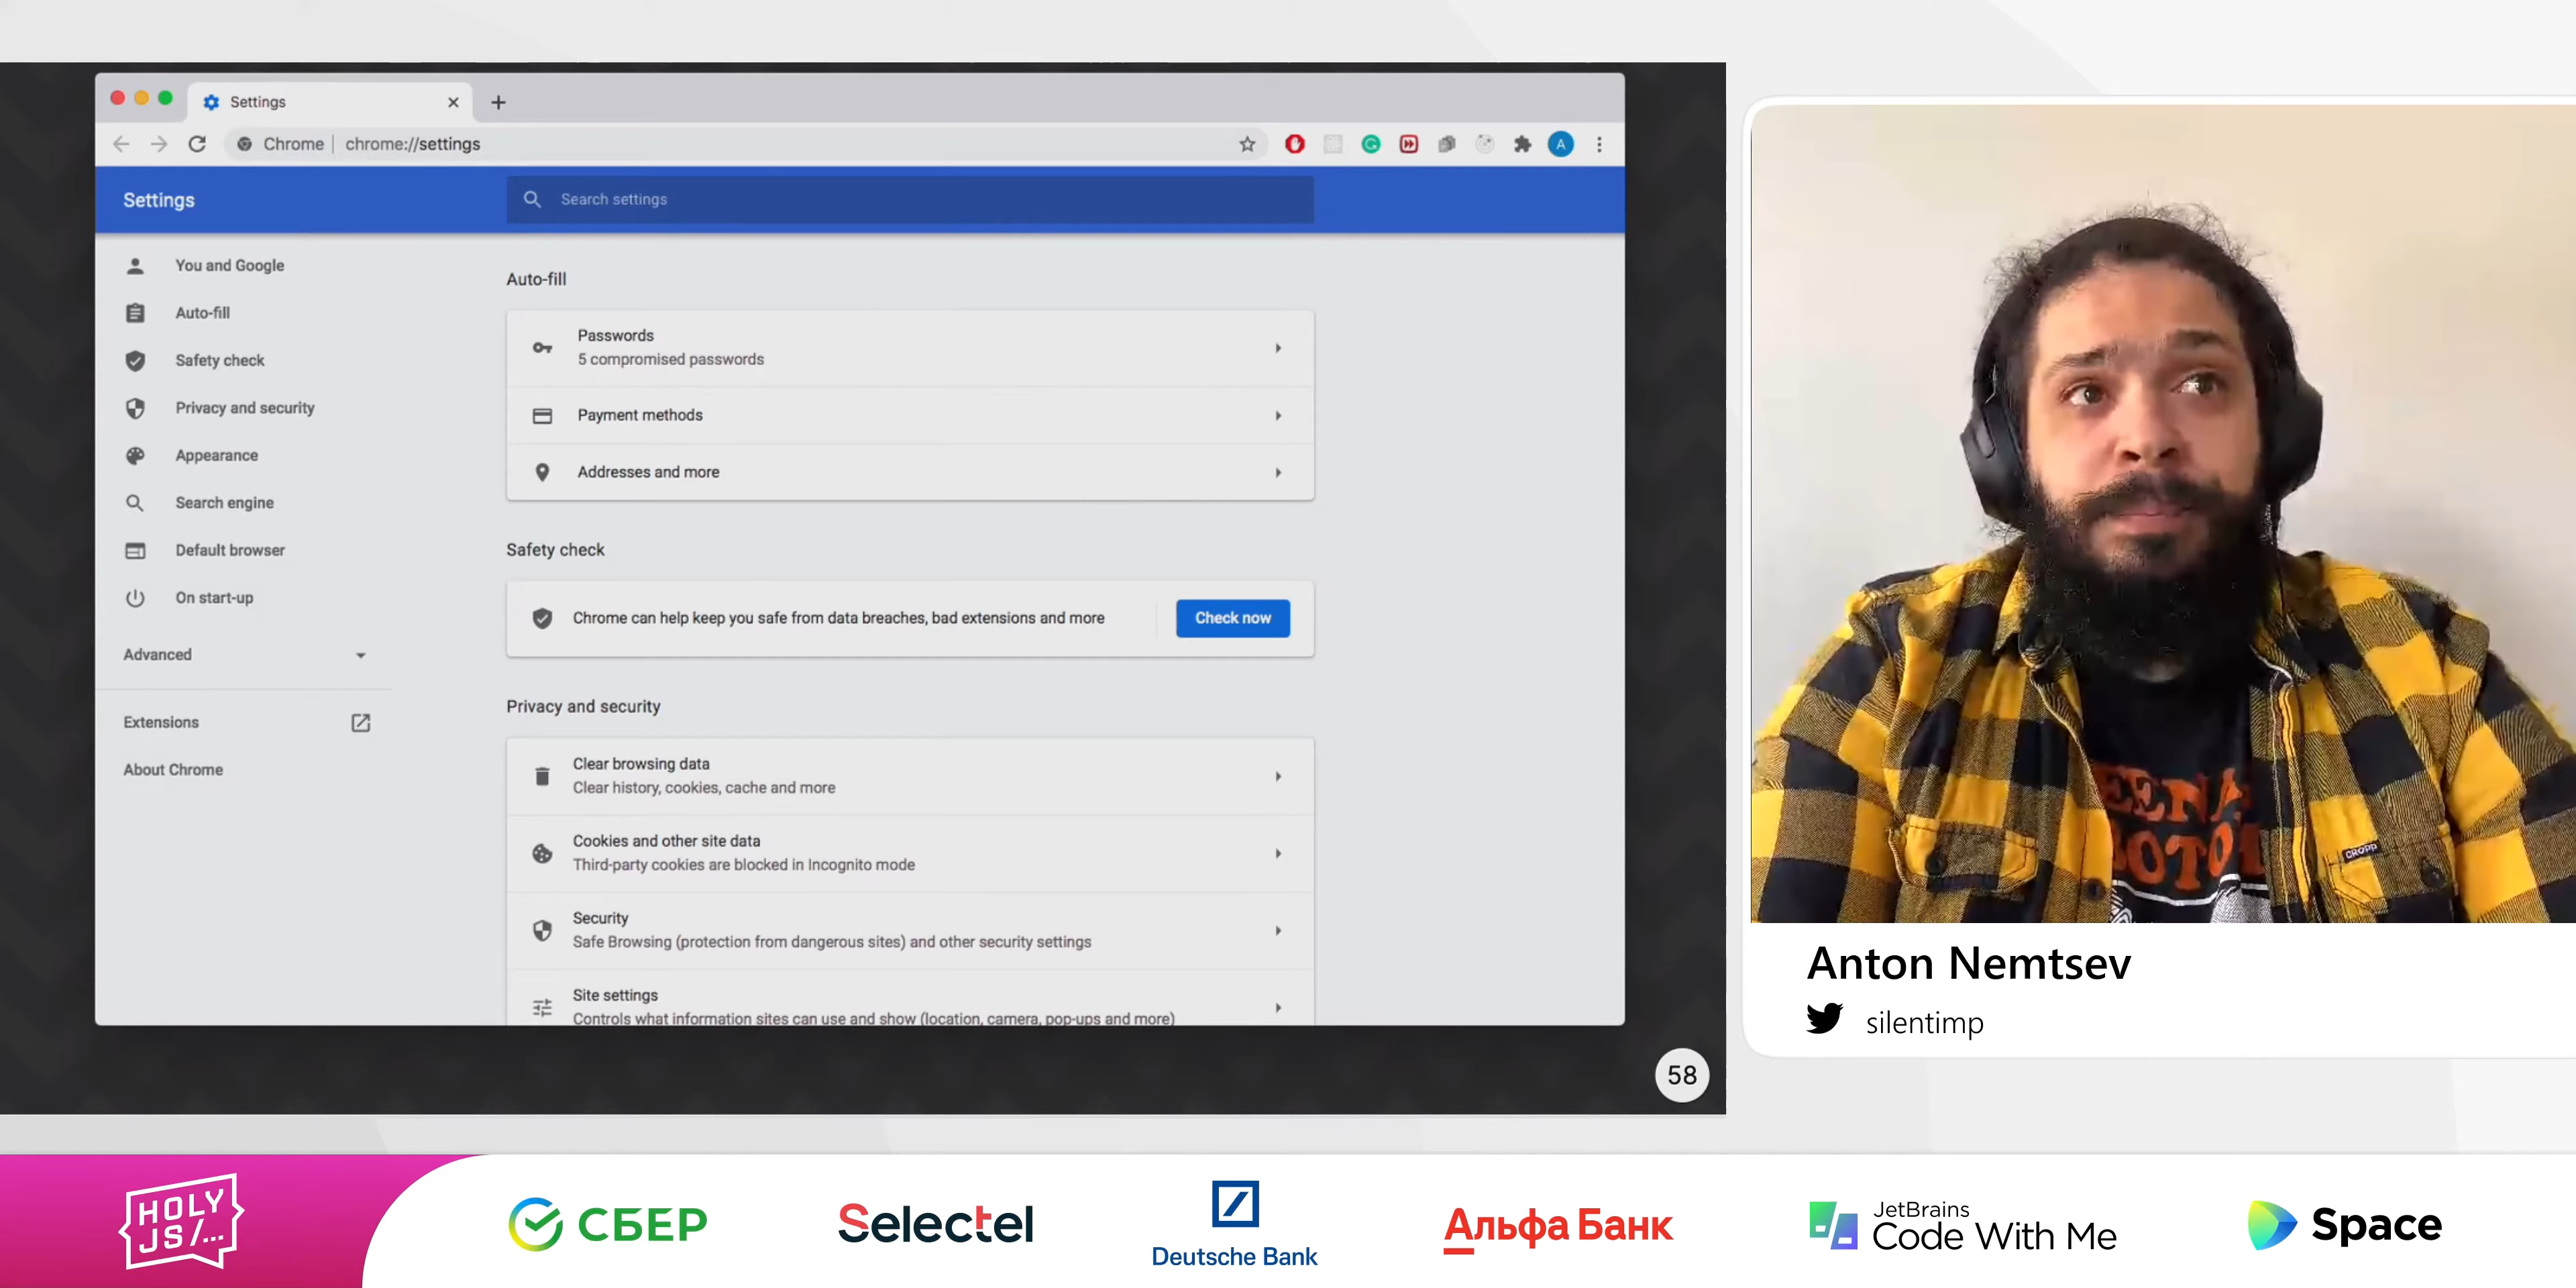 Settings
Chrome | chrome://settings
A
Settings
Search settings
You and Google
Auto-fill
Safety check
Privacy and security
Appearance
Search engine
Default browser
On start-up
Advanced
Extensions
About Chrome
Auto-fill
Passwords
5 compromised passwords
Payment methods
Addresses and more
Safety check
Chrome can help keep you safe from data breaches, bad extensions and more
Check now
Privacy and security
Clear browsing data
Clear history, cookies, cache and more
Cookies and other site data
Third-party cookies are blocked in Incognito mode
Security
Safe Browsing (protection from dangerous sites) and other security settings
Site settings
Controls what information sites can use and show (location, camera, pop-ups and more)
58
CROPP
Anton Nemtsev
silentimp
HOLY
JS/...
СБЕР
Selectel
Deutsche Bank
Альфа Банк
JetBrains
Code With Me
Space